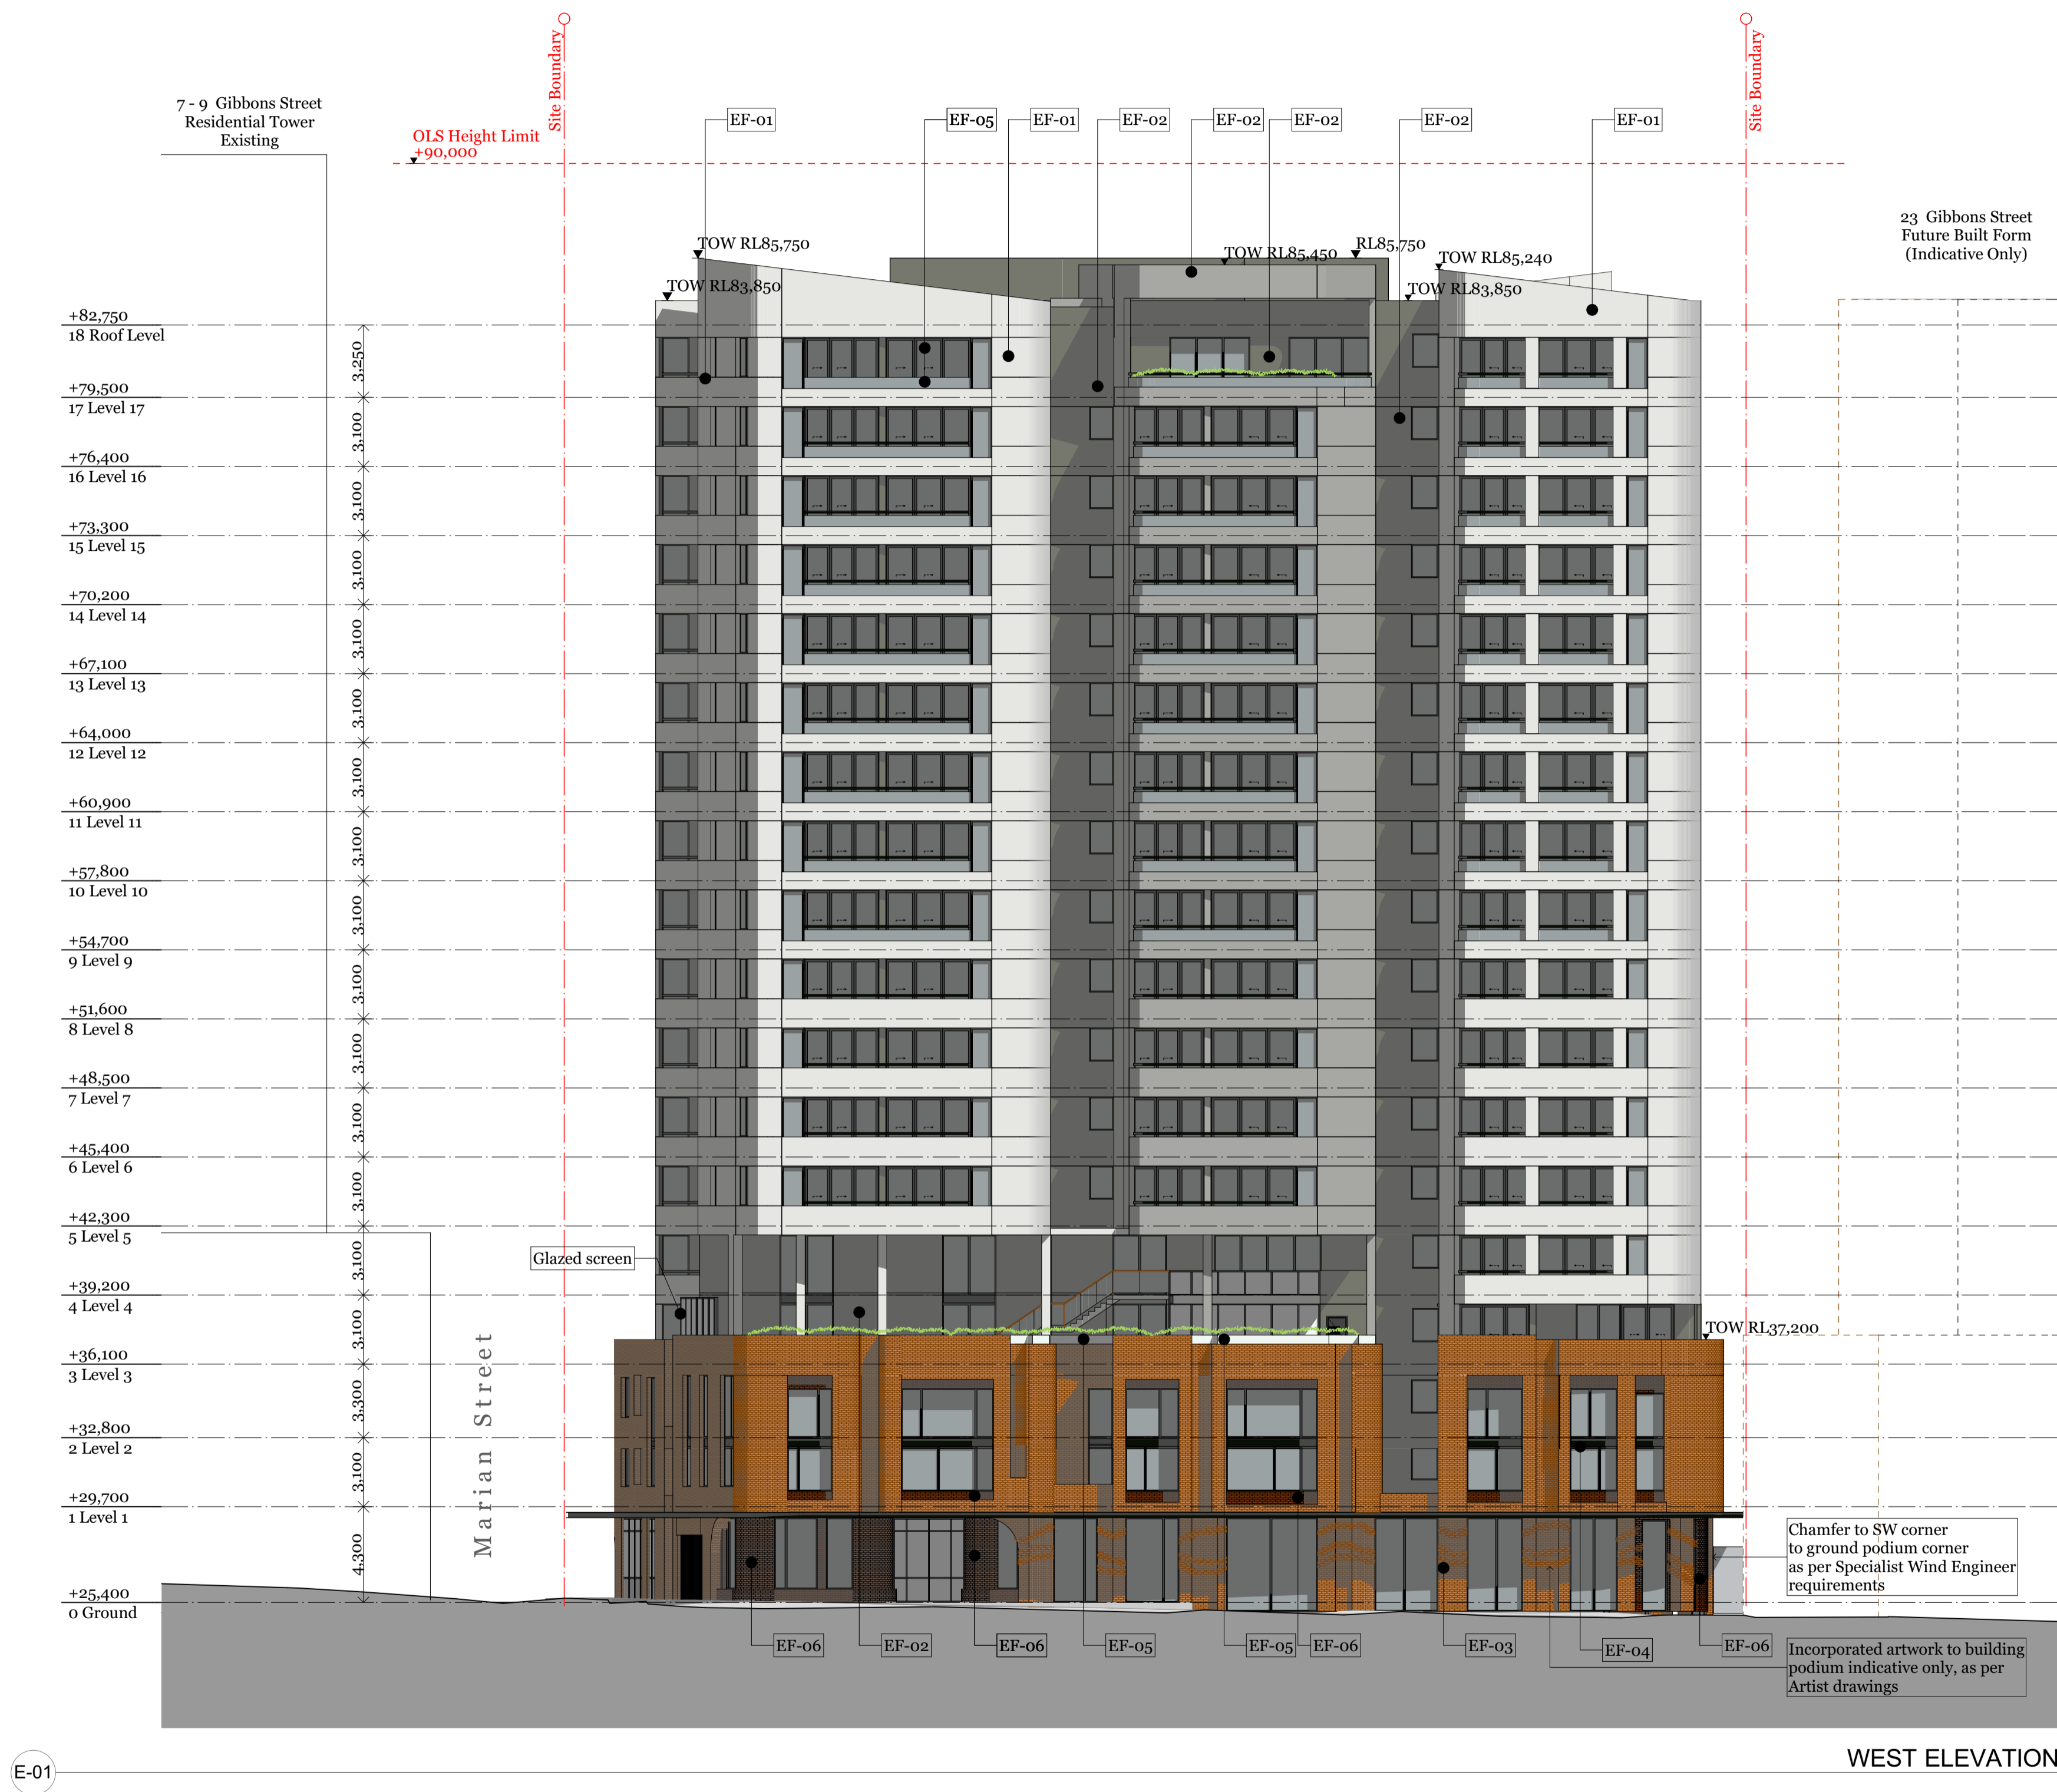 Site Boundary
Site Boundary
7 - 9 Gibbons Street
Residential Tower
Existing
OLS Height Limit
+90,000
EF-01
EF-05
EF-01
EF-02
EF-02
EF-02
EF-02
EF-01
23 Gibbons Street
Future Built Form
(Indicative Only)
TOW RL85,750
TOW RL85,450
RL85,750
TOW RL85,240
TOW RL83,850
TOW RL83,850
+82,750
18 Roof Level
3,250
+79,500
17 Level 17
3,100
+76,400
16 Level 16
3,100
+73,300
15 Level 15
3,100
+70,200
14 Level 14
3,100
+67,100
13 Level 13
3,100
+64,000
12 Level 12
3,100
+60,900
11 Level 11
3,100
+57,800
10 Level 10
3,100
+54,700
9 Level 9
3,100
+51,600
8 Level 8
3,100
+48,500
7 Level 7
3,100
+45,400
6 Level 6
3,100
+42,300
5 Level 5
3,100
Glazed screen
+39,200
4 Level 4
3,100
TOW RL37,200
+36,100
3 Level 3
3,300
+32,800
2 Level 2
3,100
+29,700
1 Level 1
4,300
+25,400
0 Ground
Marian Street
Chamfer to SW corner
to ground podium corner
as per Specialist Wind Engineer
requirements
EF-06
EF-02
EF-06
EF-05
EF-05
EF-06
EF-03
EF-04
EF-06
Incorporated artwork to building
podium indicative only, as per
Artist drawings
E-01
WEST ELEVATION